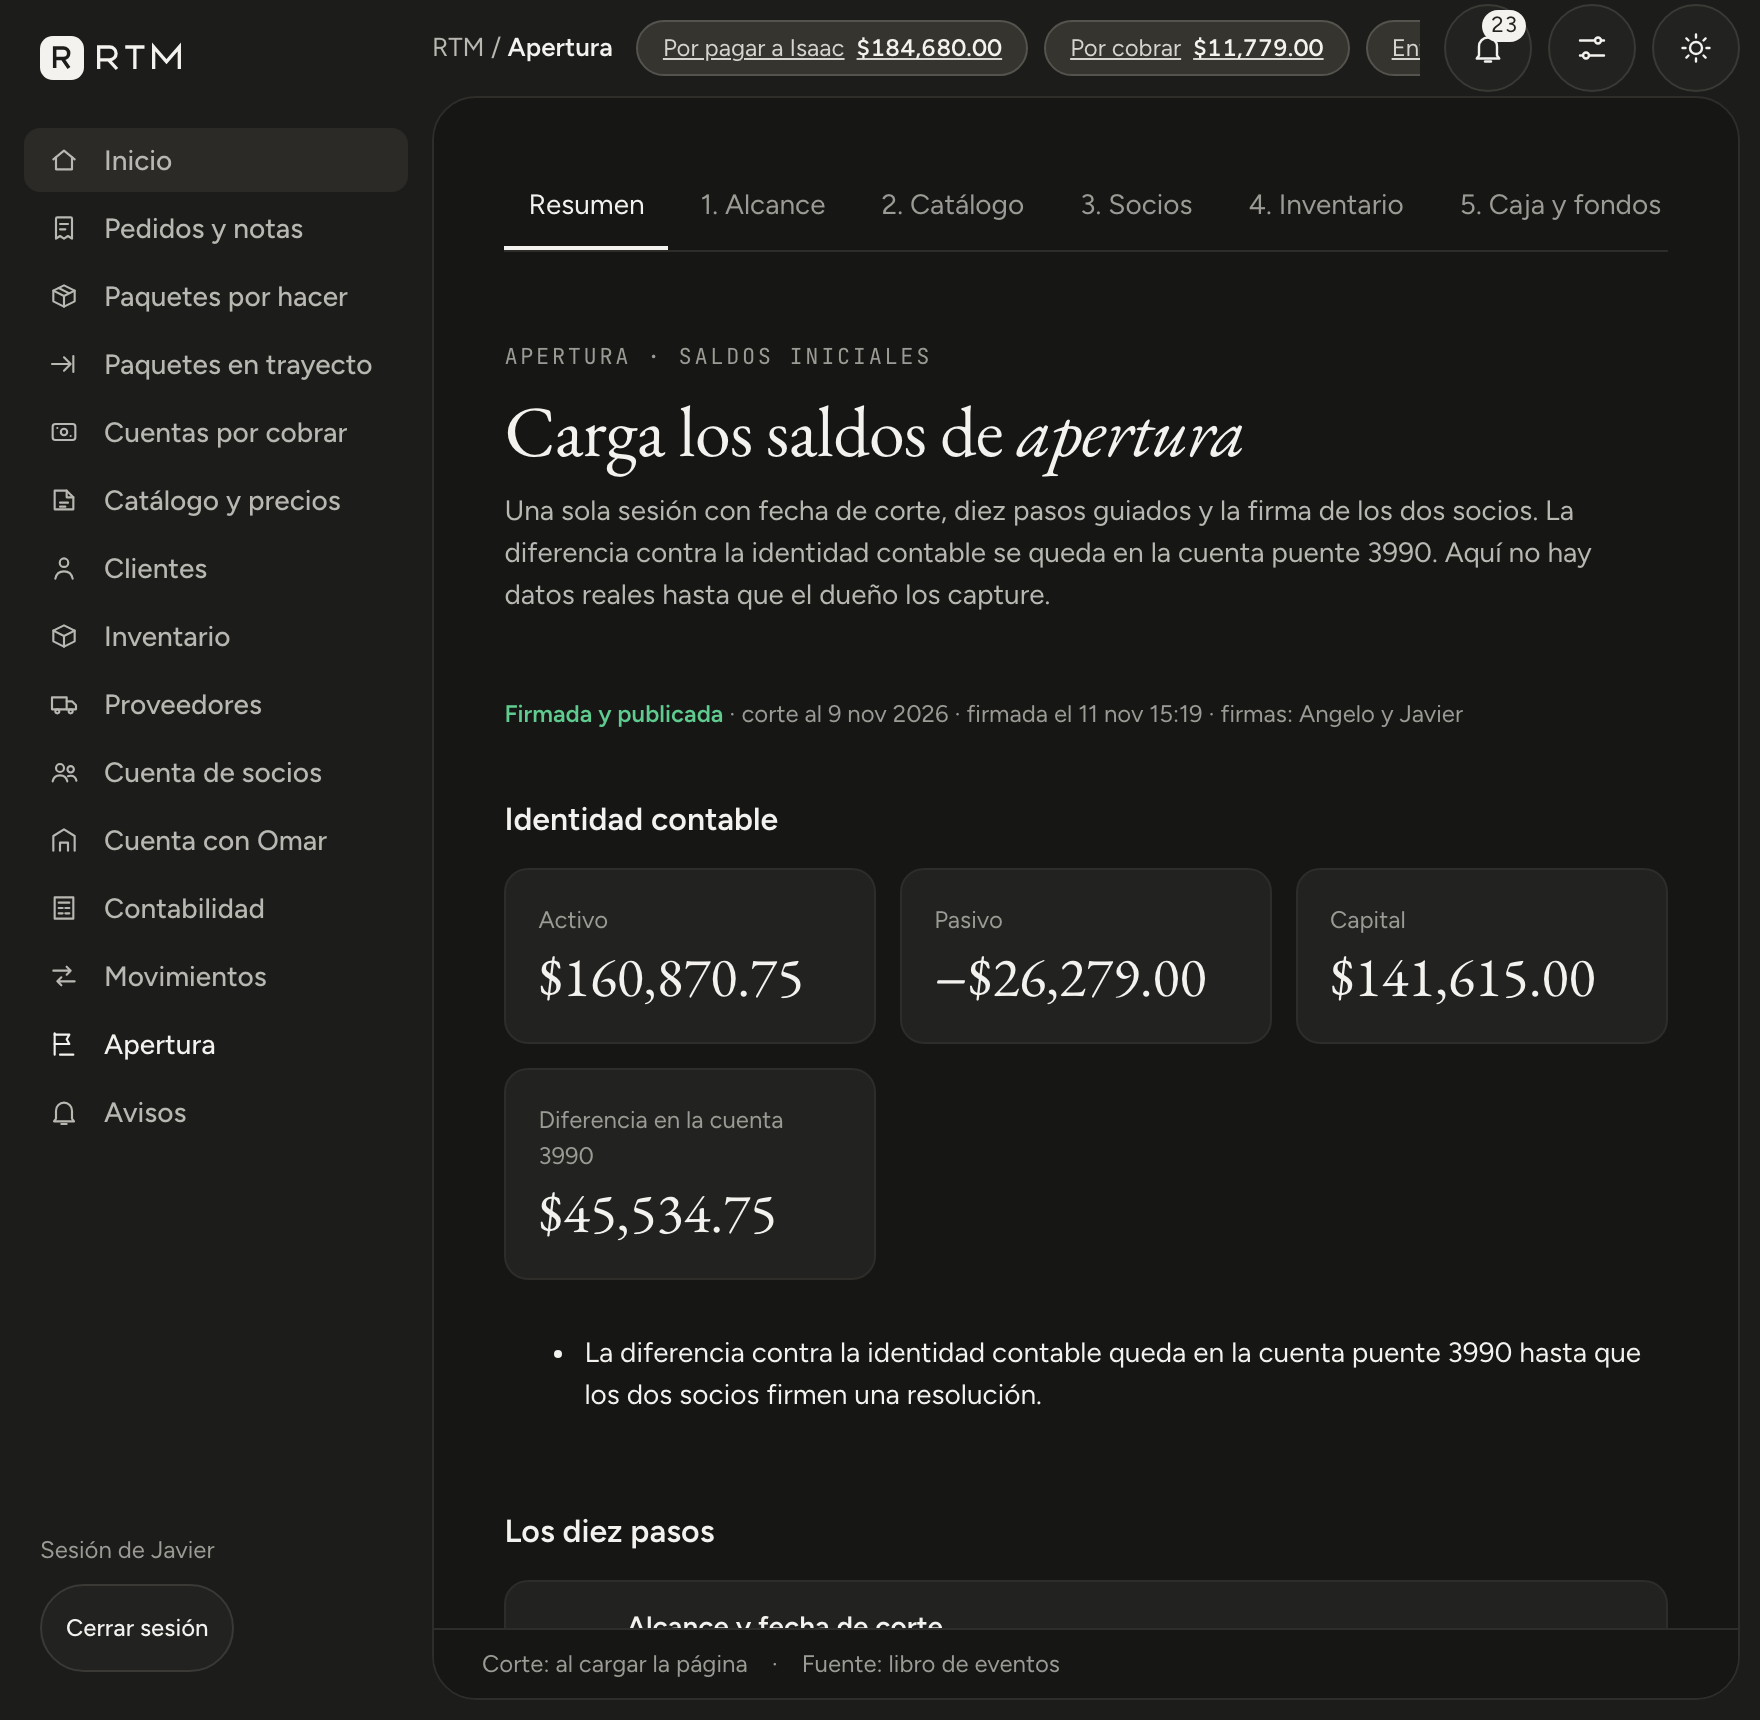 R RTM
RTM / Apertura
Por pagar a Isaac $184,680.00
Por cobrar $11,779.00
En
23
Inicio
Pedidos y notas
Paquetes por hacer
Paquetes en trayecto
Cuentas por cobrar
Catálogo y precios
Clientes
Inventario
Proveedores
Cuenta de socios
Cuenta con Omar
Contabilidad
Movimientos
Apertura
Avisos
Sesión de Javier
Cerrar sesión
Resumen 1. Alcance 2. Catálogo 3. Socios 4. Inventario 5. Caja y fondos
APERTURA · SALDOS INICIALES
Carga los saldos de apertura
Una sola sesión con fecha de corte, diez pasos guiados y la firma de los dos socios. La
diferencia contra la identidad contable se queda en la cuenta puente 3990. Aquí no hay
datos reales hasta que el dueño los capture.
Firmada y publicada · corte al 9 nov 2026 · firmada el 11 nov 15:19 · firmas: Angelo y Javier
Identidad contable
Activo
$160,870.75
Pasivo
–$26,279.00
Capital
$141,615.00
Diferencia en la cuenta
3990
$45,534.75
• La diferencia contra la identidad contable queda en la cuenta puente 3990 hasta que
los dos socios firmen una resolución.
Los diez pasos
Alcance y fecha de corte
Corte: al cargar la página · Fuente: libro de eventos